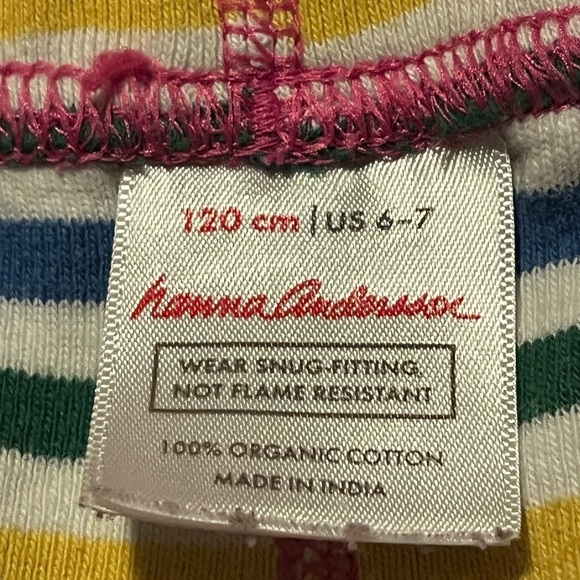 120 cm | US 6-7
hanna andersson
WEAR SNUG-FITTING,
NOT FLAME RESISTANT
100% ORGANIC COTTON
MADE IN INDIA